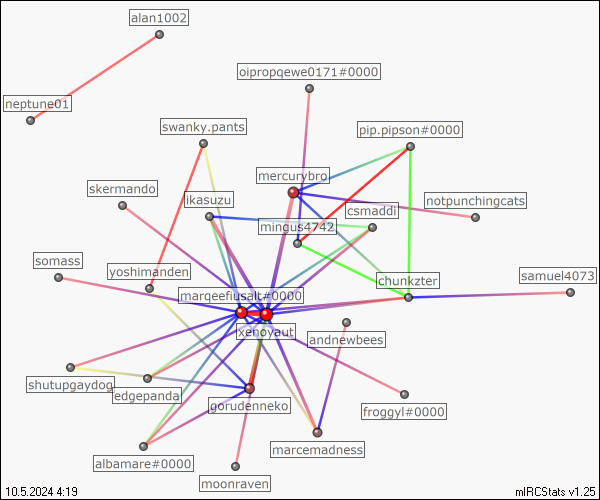 alan1002
oipropqewe0171#0000
neptune01
swanky.pants
pip.pipson#0000
mercurybro
skermando
ikasuzu
csmaddi
notpunchingcats
mingus4742
somass
yoshimanden
chunkzter
samuel4073
marqeefiusalt#0000
xenoyaut
andnewbees
shutupgaydog
edgepanda
gorudenneko
froggyl#0000
marcemadness
albamare#0000
moonraven
10.5.2024 4:19
mIRCStats v1.25